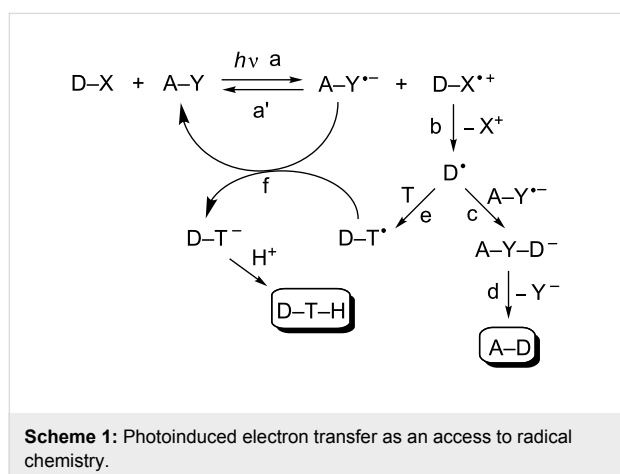 hν a
D–X + A–Y A–Y•− + D–X•+
a'
b – X⁺
D•
T A–Y•−
f e c
D–T⁻ D–T• A–Y–D⁻
H⁺
d – Y⁻
D–T–H
A–D
Scheme 1: Photoinduced electron transfer as an access to radical
chemistry.